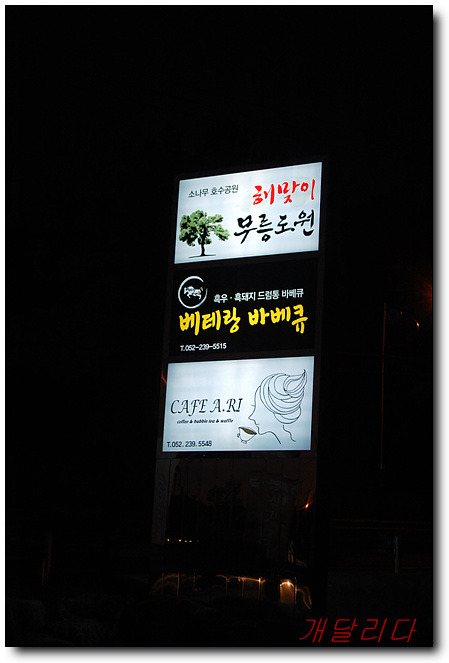 소나무 호수공원
해맞이
무릉도원
흑우 · 흑돼지 드럼통 바베큐
베테랑 바베큐
T.052-239-5515
CAFE A.RI
coffee & bubble tea & waffle
T.052. 239. 5548
개달리다